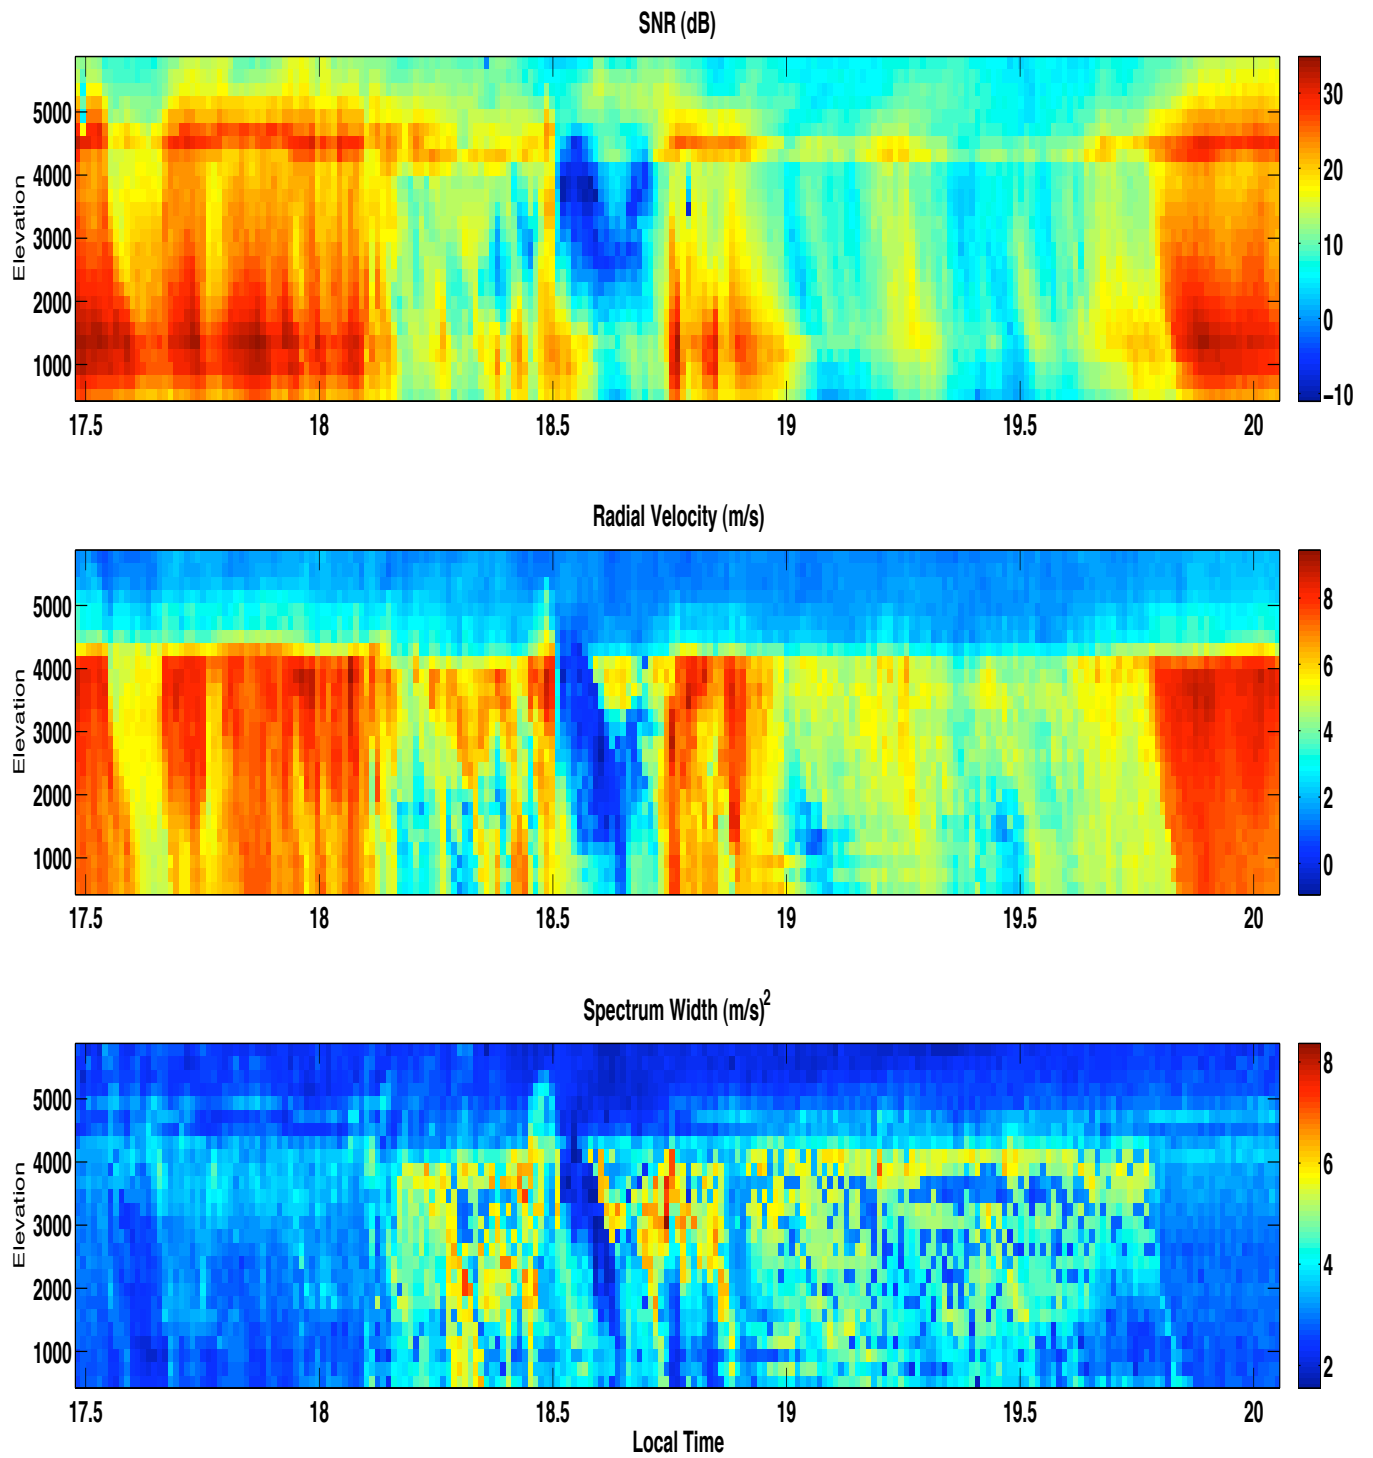 SNR (dB)
Elevation
5000
4000
3000
2000
1000
17.5 18 18.5 19 19.5 20
30
20
10
0
−10
Radial Velocity (m/s)
Elevation
5000
4000
3000
2000
1000
17.5 18 18.5 19 19.5 20
8
6
4
2
0
Spectrum Width (m/s)²
Elevation
5000
4000
3000
2000
1000
17.5 18 18.5 19 19.5 20
8
6
4
2
Local Time